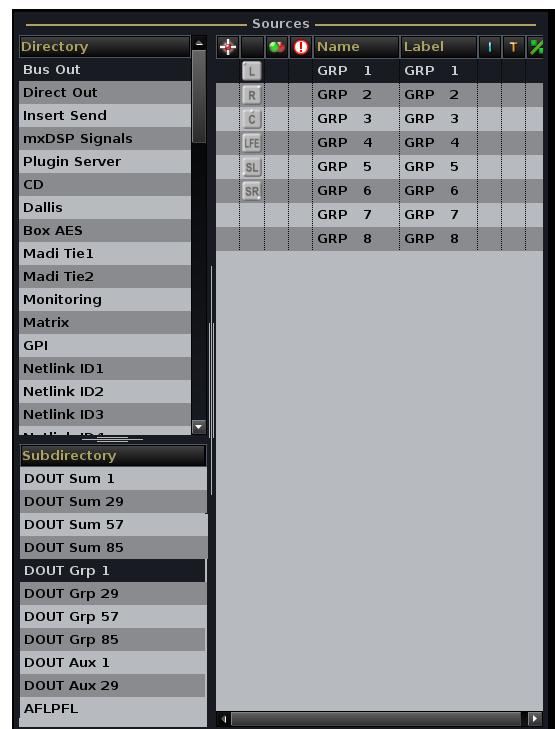 Sources
Directory
Bus Out
Direct Out
Insert Send
mxDSP Signals
Plugin Server
CD
Dallis
Box AES
Madi Tie1
Madi Tie2
Monitoring
Matrix
GPI
Netlink ID1
Netlink ID2
Netlink ID3
Subdirectory
DOUT Sum 1
DOUT Sum 29
DOUT Sum 57
DOUT Sum 85
DOUT Grp 1
DOUT Grp 29
DOUT Grp 57
DOUT Grp 85
DOUT Aux 1
DOUT Aux 29
AFLPFL
Name Label I T
L GRP 1 GRP 1
R GRP 2 GRP 2
C GRP 3 GRP 3
LFE GRP 4 GRP 4
SL GRP 5 GRP 5
SR GRP 6 GRP 6
GRP 7 GRP 7
GRP 8 GRP 8